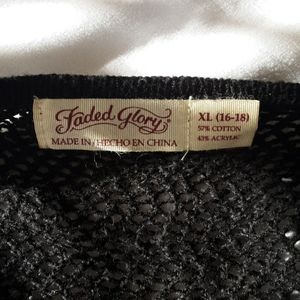 Faded Glory
MADE IN/HECHO EN CHINA
XL (16-18)
57% COTTON
43% ACRYLIC